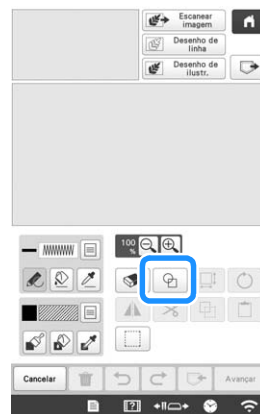 Escanear
imagem
Desenho de
linha
Desenho de
ilustr.
100
%
Cancelar
Avançar